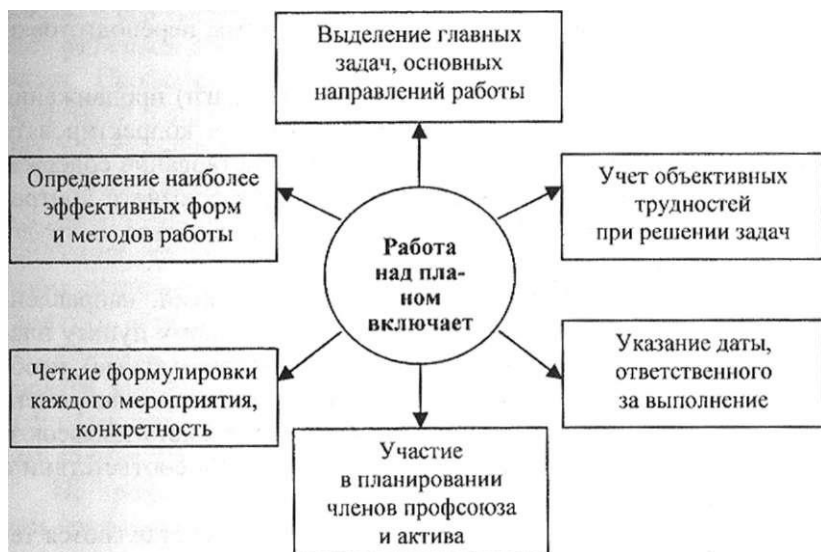 Выделение главных
задач, основных
направлений работы
Определение наиболее
эффективных форм
и методов работы
Учет объективных
трудностей
при решении задач
Работа
над пла-
ном
включает
Четкие формулировки
каждого мероприятия,
конкретность
Указание даты,
ответственного
за выполнение
Участие
в планировании
членов профсоюза
и актива